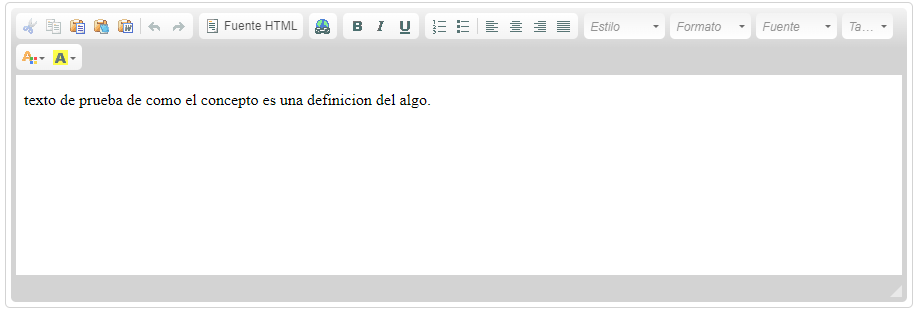 Fuente HTML B I U Estilo Formato Fuente Ta...
A A
texto de prueba de como el concepto es una definicion del algo.